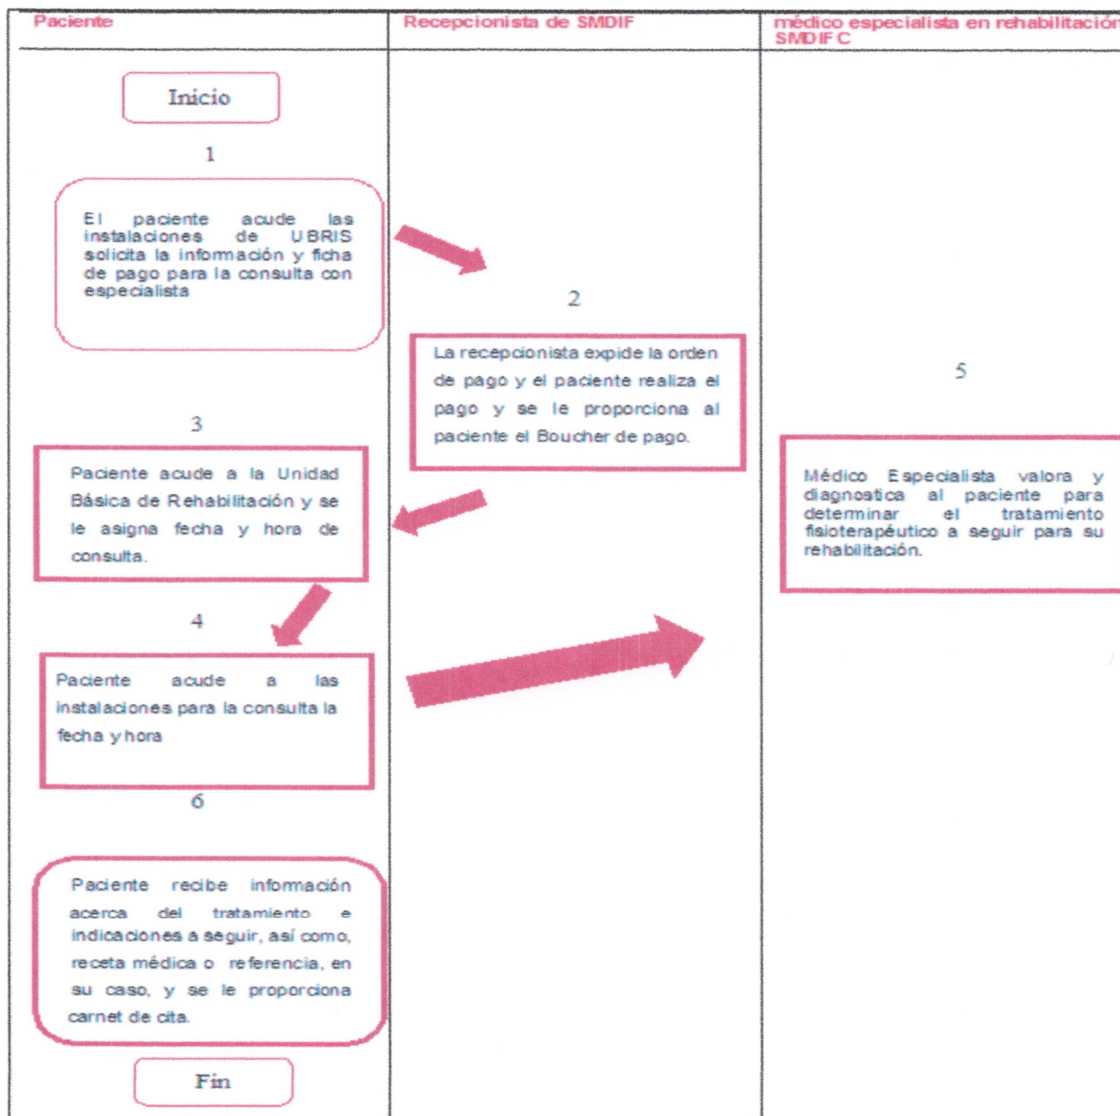 Paciente
Recepcionista de SMDIF
médico especialista en rehabilitación
SMDIF C
Inicio
1
El paciente acude las
instalaciones de UBRIS
solicita la información y ficha
de pago para la consulta con
especialista
2
La recepcionista expide la orden
de pago y el paciente realiza el
pago y se le proporciona al
paciente el Boucher de pago.
3
Paciente acude a la Unidad
Básica de Rehabilitación y se
le asigna fecha y hora de
consulta.
4
Paciente acude a las
instalaciones para la consulta la
fecha y hora
5
Médico Especialista valora y
diagnostica al paciente para
determinar el tratamiento
fisioterapéutico a seguir para su
rehabilitación.
6
Paciente recibe información
acerca del tratamiento e
indicaciones a seguir, así como,
receta médica o referencia, en
su caso, y se le proporciona
carnet de cita.
Fin